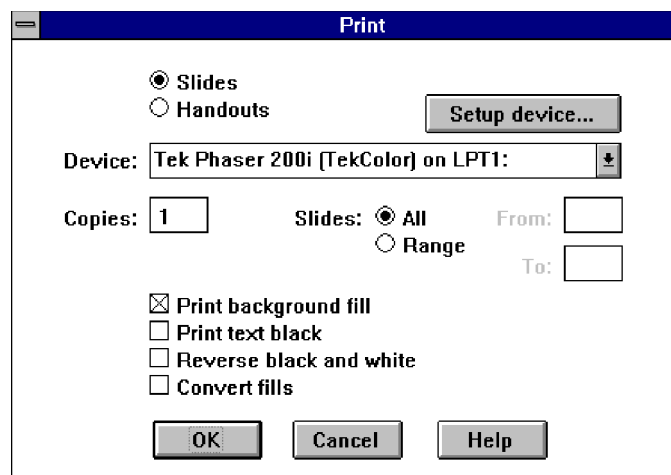 Print
Slides
Handouts
Setup device...
Device: Tek Phaser 200i (TekColor) on LPT1:
Copies: 1 Slides: All From:
Range
To:
Print background fill
Print text black
Reverse black and white
Convert fills
OK Cancel Help